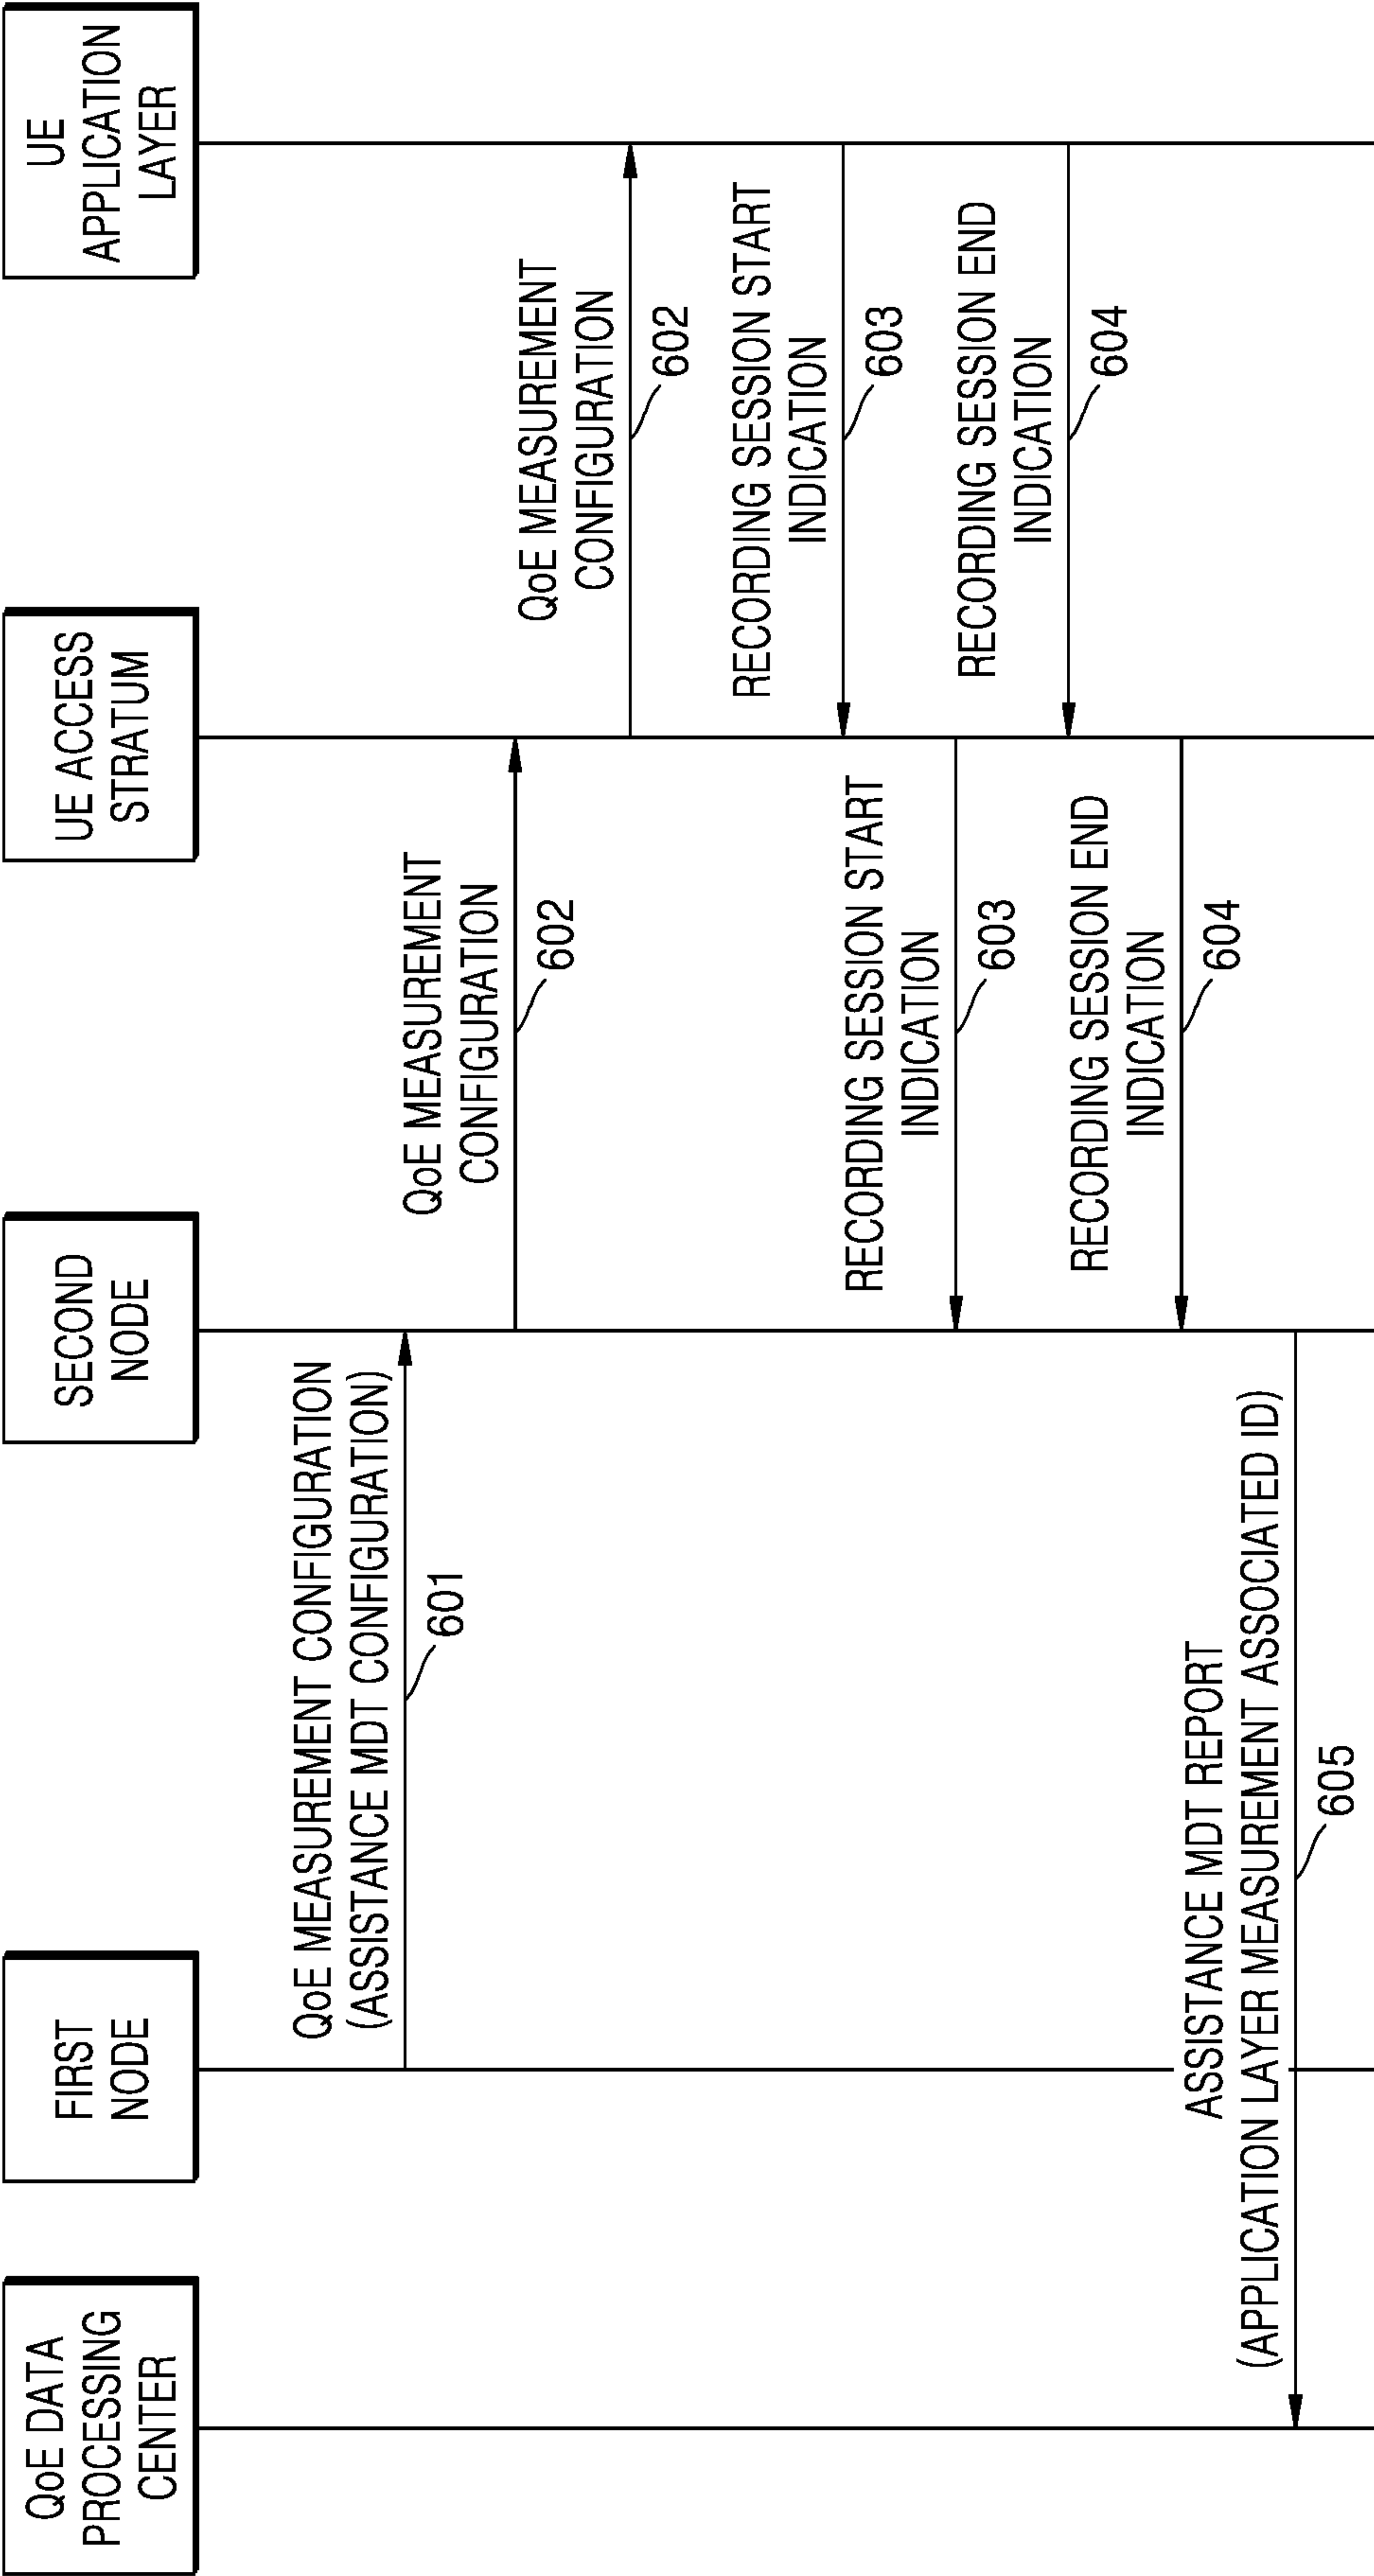 QoE DATA
PROCESSING
CENTER
FIRST
NODE
SECOND
NODE
UE ACCESS
STRATUM
UE
APPLICATION
LAYER
QoE MEASUREMENT CONFIGURATION
(ASSISTANCE MDT CONFIGURATION)
601
QoE MEASUREMENT
CONFIGURATION
602
QoE MEASUREMENT
CONFIGURATION
602
RECORDING SESSION START
INDICATION
603
RECORDING SESSION START
INDICATION
603
RECORDING SESSION END
INDICATION
604
RECORDING SESSION END
INDICATION
604
ASSISTANCE MDT REPORT
(APPLICATION LAYER MEASUREMENT ASSOCIATED ID)
605